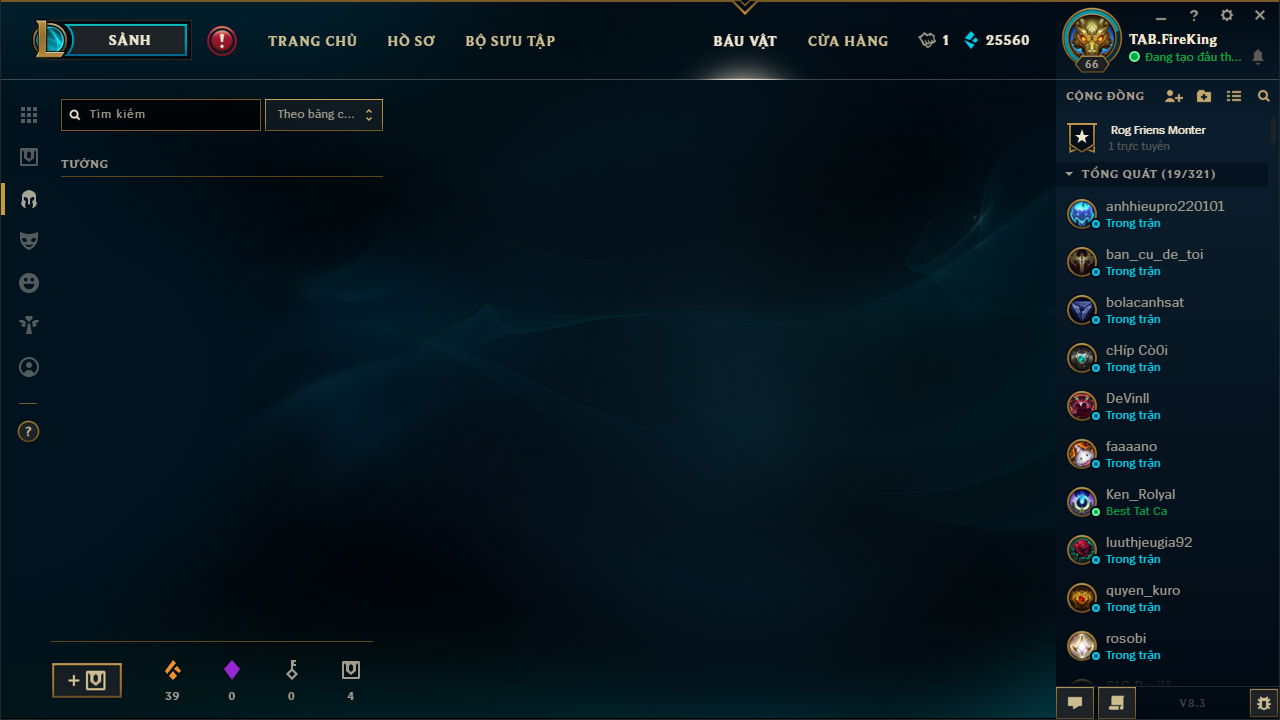 SẢNH
TRANG CHỦ
HỒ SƠ
BỘ SƯU TẬP
BÁU VẬT
CỬA HÀNG
1
25560
66
TAB.FireKing
Đang tạo đấu th...
Tìm kiếm
Theo bảng c...
TƯỚNG
CỘNG ĐỒNG
Rog Friens Monter
1 trực tuyến
TỔNG QUÁT (19/321)
anhhieupro220101
Trong trận
ban_cu_de_toi
Trong trận
bolacanhsat
Trong trận
cHíp Cò0i
Trong trận
DeVinII
Trong trận
faaaano
Trong trận
Ken_Rolyal
Best Tat Ca
luuthjeugia92
Trong trận
quyen_kuro
Trong trận
rosobi
Trong trận
39
0
0
4
V8.3